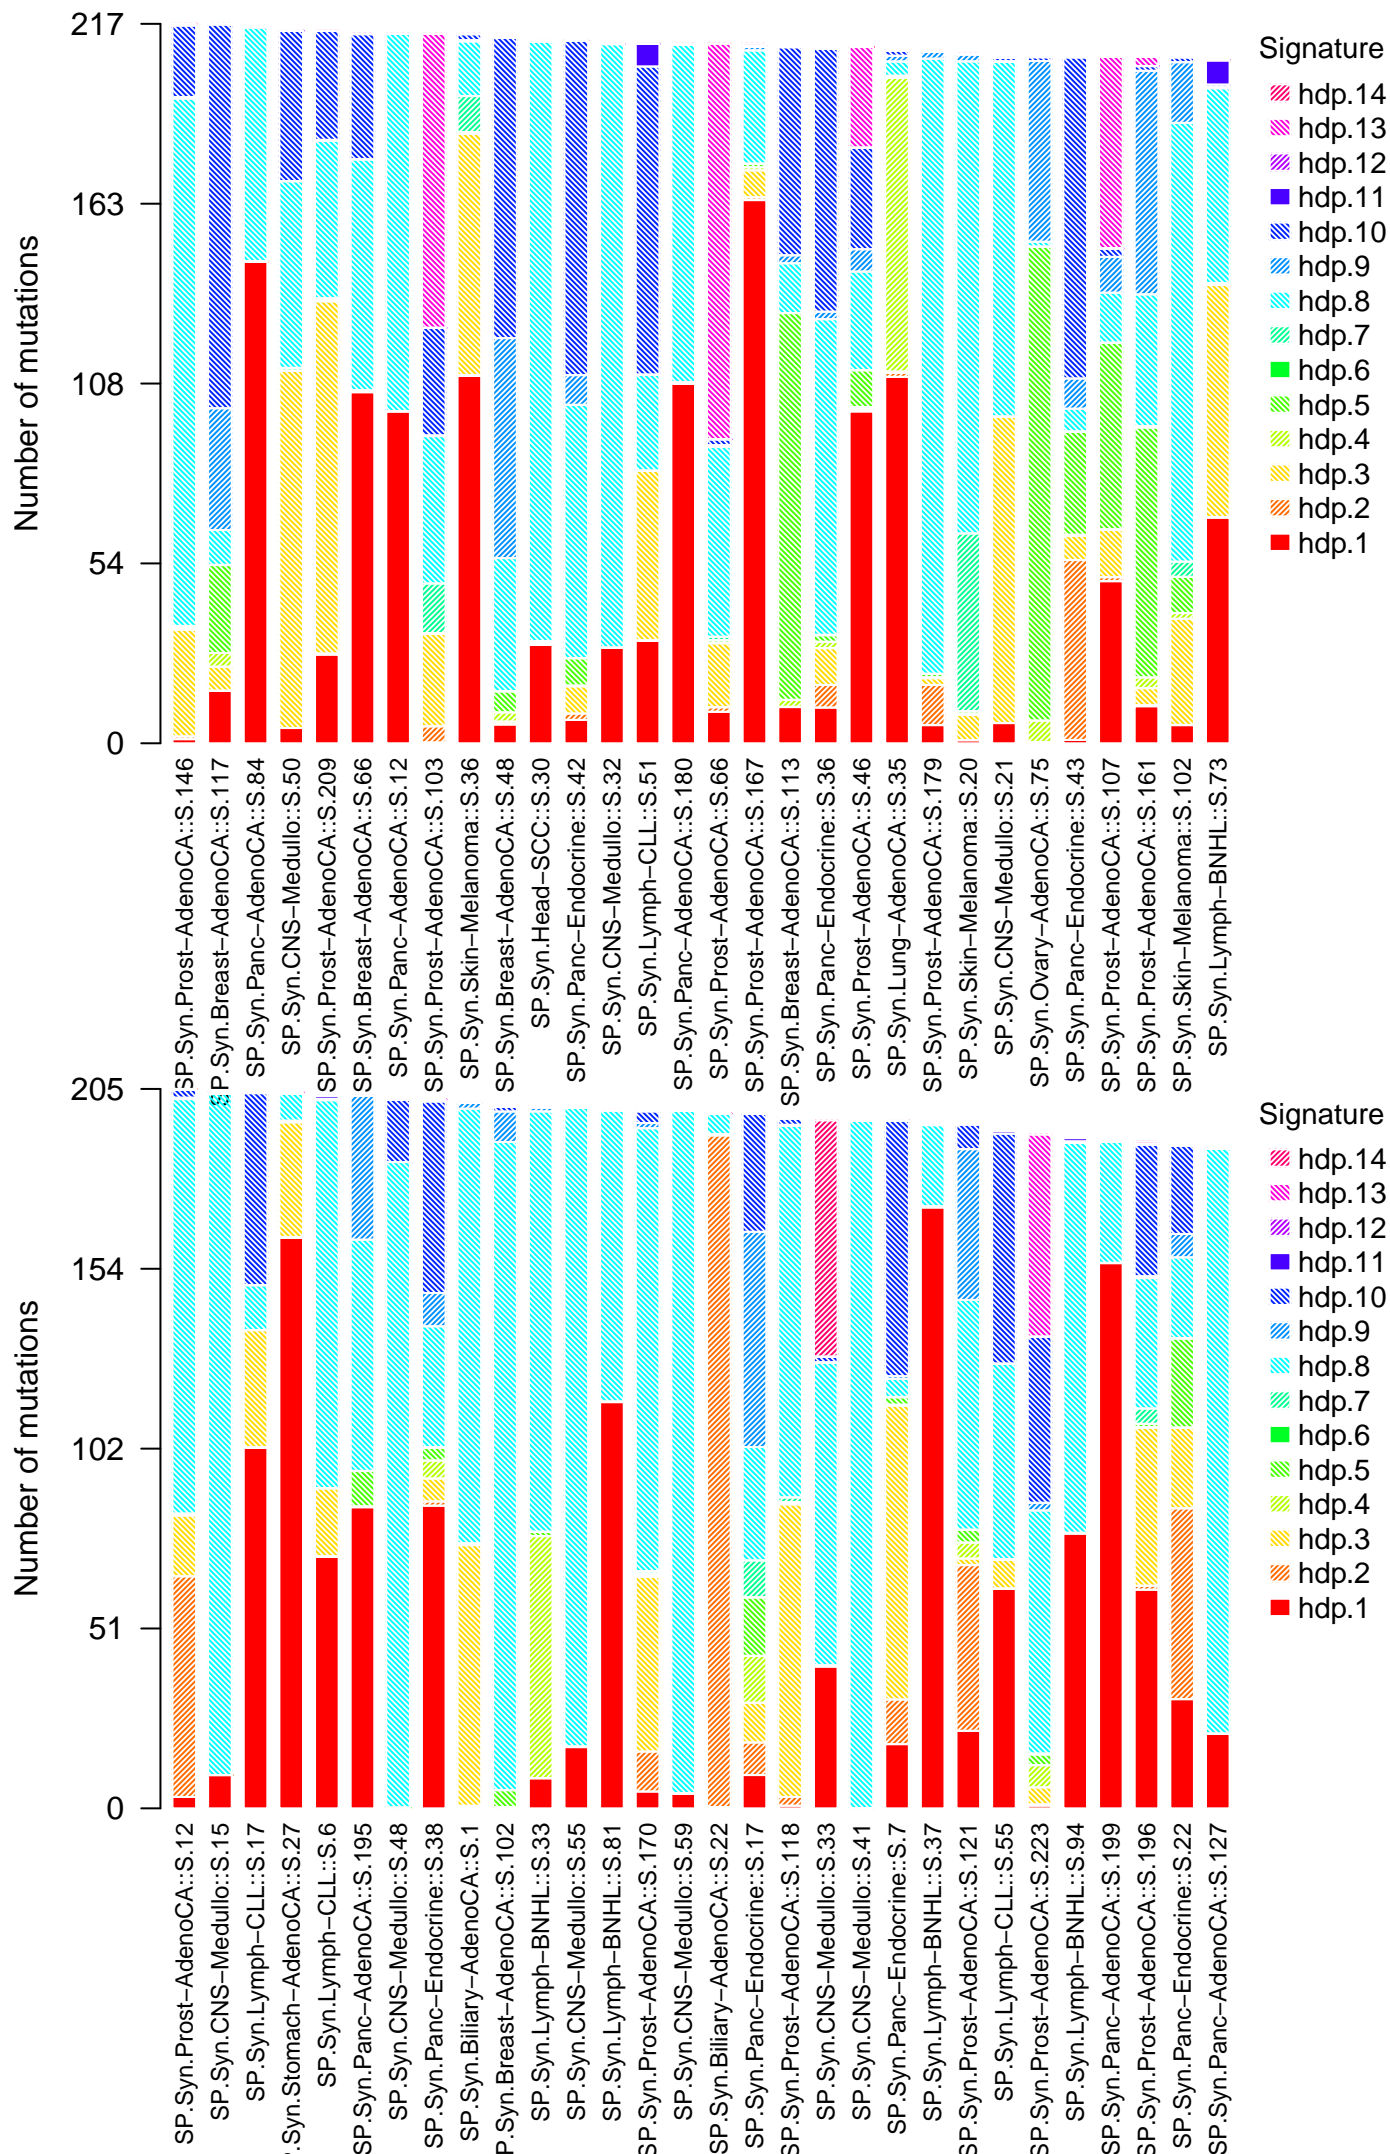 Number of mutations
217
163
108
54
0
Signature
hdp.14
hdp.13
hdp.12
hdp.11
hdp.10
hdp.9
hdp.8
hdp.7
hdp.6
hdp.5
hdp.4
hdp.3
hdp.2
hdp.1
SP.Syn.Prost−AdenoCA::S.146
SP.Syn.Breast−AdenoCA::S.117
SP.Syn.Panc−AdenoCA::S.84
SP.Syn.CNS−Medullo::S.50
SP.Syn.Prost−AdenoCA::S.209
SP.Syn.Breast−AdenoCA::S.66
SP.Syn.Panc−AdenoCA::S.12
SP.Syn.Prost−AdenoCA::S.103
SP.Syn.Skin−Melanoma::S.36
SP.Syn.Breast−AdenoCA::S.48
SP.Syn.Head−SCC::S.30
SP.Syn.Panc−Endocrine::S.42
SP.Syn.CNS−Medullo::S.32
SP.Syn.Lymph−CLL::S.51
SP.Syn.Panc−AdenoCA::S.180
SP.Syn.Prost−AdenoCA::S.66
SP.Syn.Prost−AdenoCA::S.167
SP.Syn.Breast−AdenoCA::S.113
SP.Syn.Panc−Endocrine::S.36
SP.Syn.Prost−AdenoCA::S.46
SP.Syn.Lung−AdenoCA::S.35
SP.Syn.Prost−AdenoCA::S.179
SP.Syn.Skin−Melanoma::S.20
SP.Syn.CNS−Medullo::S.21
SP.Syn.Ovary−AdenoCA::S.75
SP.Syn.Panc−Endocrine::S.43
SP.Syn.Prost−AdenoCA::S.107
SP.Syn.Prost−AdenoCA::S.161
SP.Syn.Skin−Melanoma::S.102
SP.Syn.Lymph−BNHL::S.73
Number of mutations
205
154
102
51
0
Signature
hdp.14
hdp.13
hdp.12
hdp.11
hdp.10
hdp.9
hdp.8
hdp.7
hdp.6
hdp.5
hdp.4
hdp.3
hdp.2
hdp.1
SP.Syn.Prost−AdenoCA::S.12
SP.Syn.CNS−Medullo::S.15
SP.Syn.Lymph−CLL::S.17
P.Syn.Stomach−AdenoCA::S.27
SP.Syn.Lymph−CLL::S.6
SP.Syn.Panc−AdenoCA::S.195
SP.Syn.CNS−Medullo::S.48
SP.Syn.Panc−Endocrine::S.38
SP.Syn.Biliary−AdenoCA::S.1
SP.Syn.Breast−AdenoCA::S.102
SP.Syn.Lymph−BNHL::S.33
SP.Syn.CNS−Medullo::S.55
SP.Syn.Lymph−BNHL::S.81
SP.Syn.Prost−AdenoCA::S.170
SP.Syn.CNS−Medullo::S.59
SP.Syn.Biliary−AdenoCA::S.22
SP.Syn.Panc−Endocrine::S.17
SP.Syn.Prost−AdenoCA::S.118
SP.Syn.CNS−Medullo::S.33
SP.Syn.CNS−Medullo::S.41
SP.Syn.Panc−Endocrine::S.7
SP.Syn.Lymph−BNHL::S.37
SP.Syn.Prost−AdenoCA::S.121
SP.Syn.Lymph−CLL::S.55
SP.Syn.Prost−AdenoCA::S.223
SP.Syn.Lymph−BNHL::S.94
SP.Syn.Panc−AdenoCA::S.199
SP.Syn.Prost−AdenoCA::S.196
SP.Syn.Panc−Endocrine::S.22
SP.Syn.Panc−AdenoCA::S.127